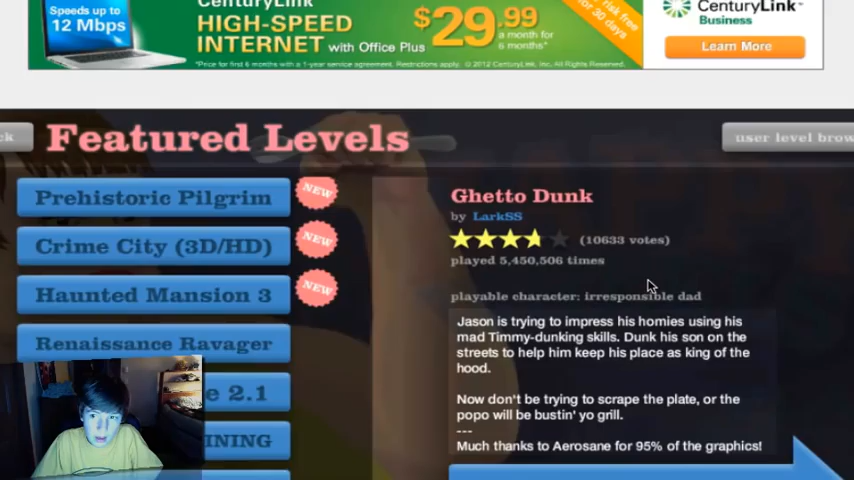 Speeds up to
12 Mbps
CenturyLink
HIGH-SPEED
INTERNET with Office Plus
$29.99
a month for
6 months*
*Price for first 6 months with a 1-year service agreement. Restrictions apply. © 2012 CenturyLink, Inc. All Rights Reserved.
risk free
for 30 days
CenturyLink™
Business
Learn More
ck
Featured Levels
user level brow
Prehistoric Pilgrim
NEW
Crime City (3D/HD)
NEW
Haunted Mansion 3
NEW
Renaissance Ravager
e 2.1
INING
Ghetto Dunk
by LarkSS
(10633 votes)
played 5,450,506 times
playable character: irresponsible dad
Jason is trying to impress his homies using his
mad Timmy-dunking skills. Dunk his son on the
streets to help him keep his place as king of the
hood.
Now don't be trying to scrape the plate, or the
popo will be bustin' yo grill.
---
Much thanks to Aerosane for 95% of the graphics!